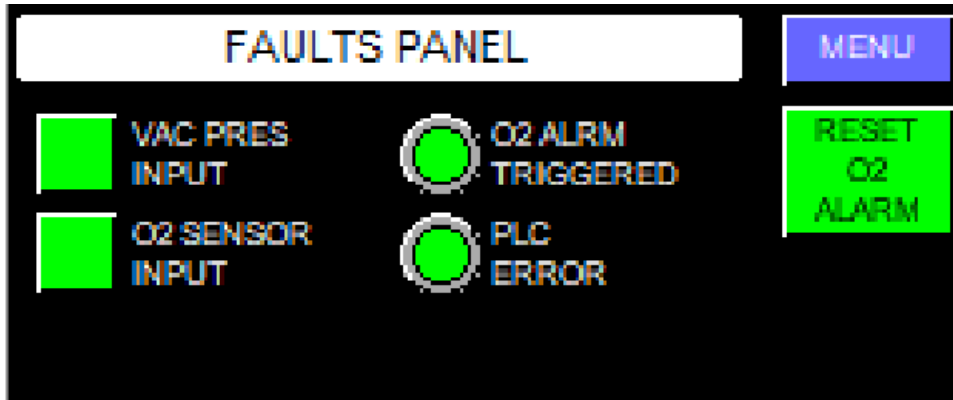 FAULTS PANEL
MENU
VAC PRES
INPUT
O2 ALRM
TRIGGERED
RESET
O2
ALARM
O2 SENSOR
INPUT
PLC
ERROR